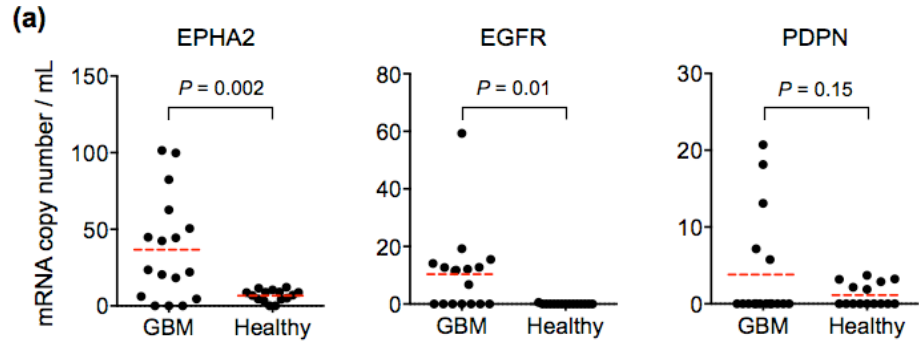 (a)
EPHA2 EGFR PDPN
mRNA copy number / mL
150
100
50
0
P = 0.002
GBM Healthy
80
60
40
20
0
P = 0.01
GBM Healthy
30
20
10
0
P = 0.15
GBM Healthy